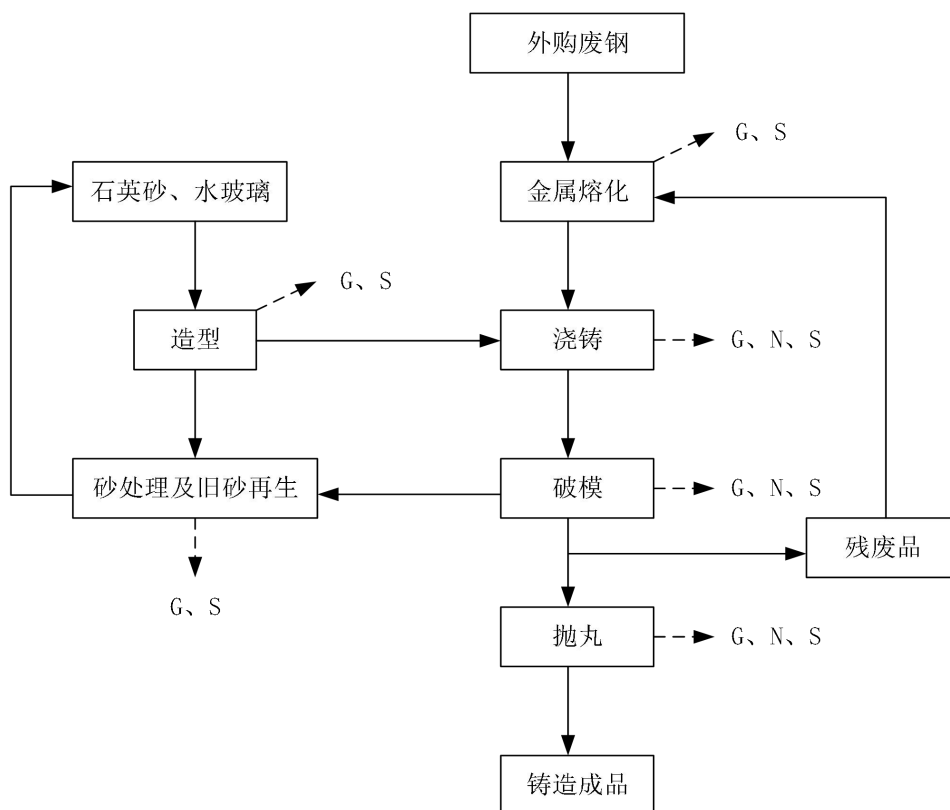 外购废钢
G、S
石英砂、水玻璃
金属熔化
G、S
造型
浇铸
G、N、S
砂处理及旧砂再生
破模
G、N、S
残废品
G、S
抛丸
G、N、S
铸造成品